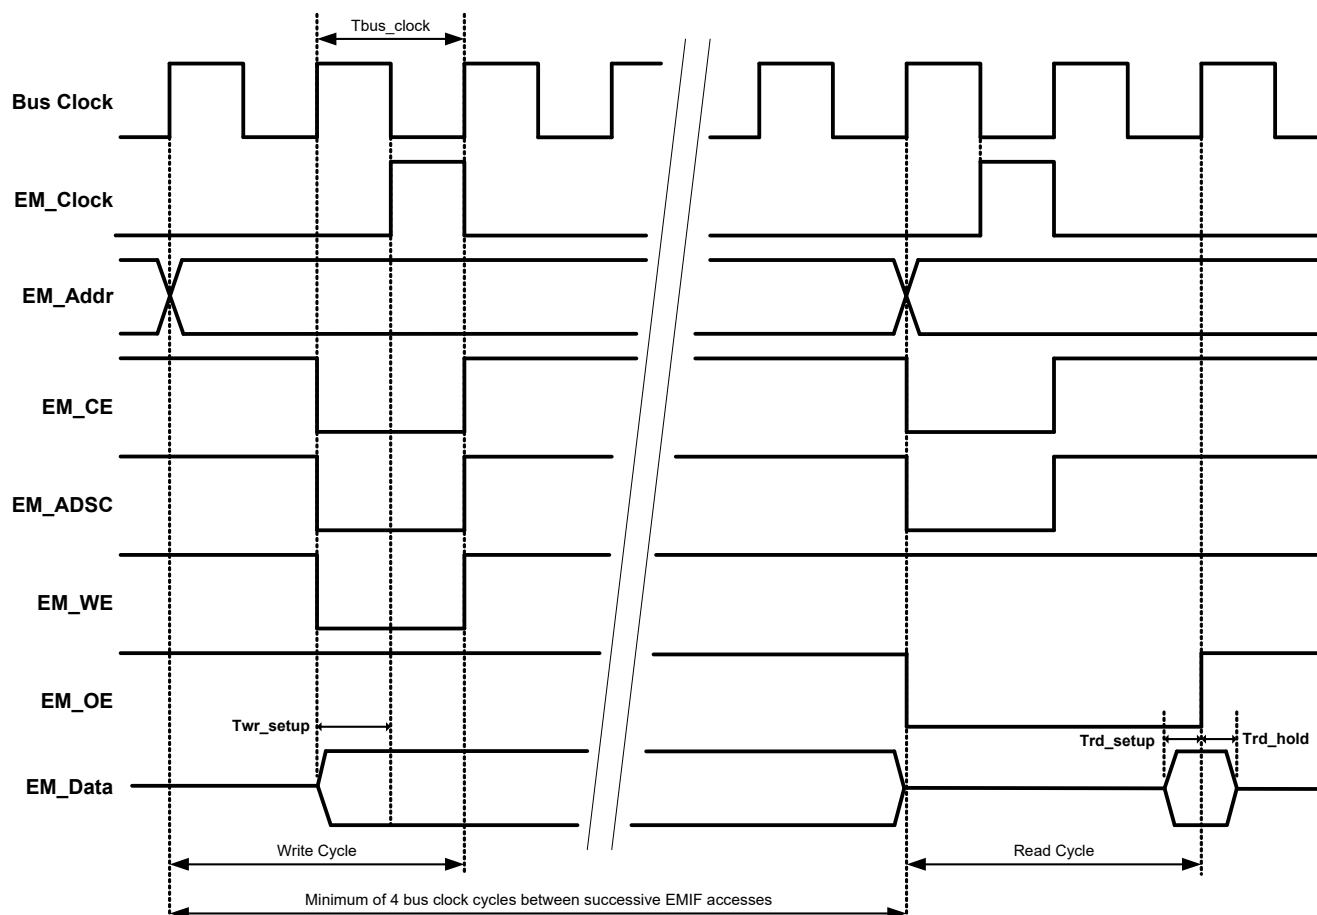 Tbus_clock
Bus Clock
EM_Clock
EM_Addr
EM_CE
EM_ADSC
EM_WE
EM_OE
Twr_setup
Trd_setup
Trd_hold
EM_Data
Write Cycle
Read Cycle
Minimum of 4 bus clock cycles between successive EMIF accesses